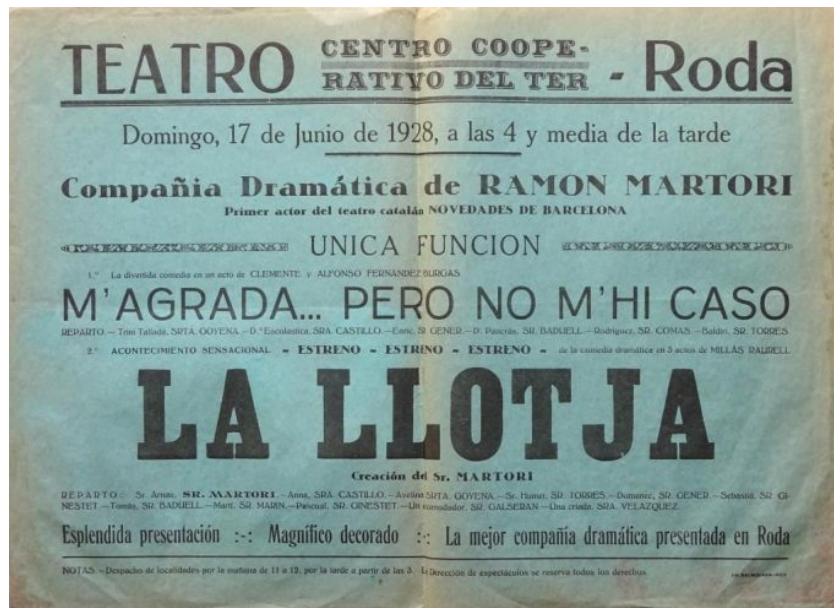 TEATRO CENTRO COOPE-
RATIVO DEL TER - Roda
Domingo, 17 de Junio de 1928, a las 4 y media de la tarde
Compañia Dramática de RAMON MARTORI
Primer actor del teatro catalán NOVEDADES DE BARCELONA
UNICA FUNCION
1.º La divertida comedia en un acto de CLEMENTE y ALFONSO FERNANDEZ BURGAS
M'AGRADA... PERO NO M'HI CASO
REPARTO.—Trini Tallada, SRTA. GOYENA.—D.ª Escolastica, SRA. CASTILLO.—Enric, SR. GENER.—D. Pancràs, SR. BADUELL.—Rodriguez, SR. COMAS.—Baldiri, SR. TORRES
2.º ACONTECIMIENTO SENSACIONAL - ESTRENO - ESTRENO - ESTRENO - de la comedia dramática en 3 actos de MILLÁS RAURELL
LA LLOTJA
Creación del Sr. MARTORI
REPARTO: Sr. Arnau, SR. MARTORI.—Anna, SRA. CASTILLO.—Avelina SRTA. GOYENA.—Sr. Humet, SR. TORRES.—Domenec, SR. GENER.—Sebastià, SR. GI-
NESTET.—Tomàs, SR. BADUELL.—Martí, SR. MARIN.—Pascual, SR. GINESTET.—Un acomodador, SR. GALSERAN.—Una criada, SRA. VELAZQUEZ.
Esplendida presentación :-: Magnífico decorado :-: La mejor compañia dramática presentada en Roda
NOTAS.—Despacho de localidades por la mañana de 11 a 12, por la tarde a partir de las 3. La Dirección de espectáculos se reserva todos los derechos.